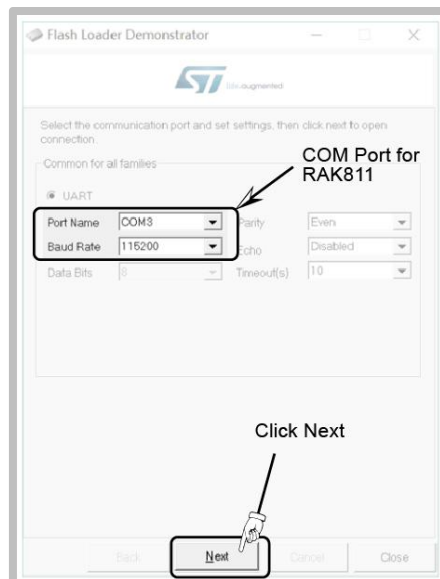 Flash Loader Demonstrator
life.augmented
Select the communication port and set settings, then click next to open
connection.
Common for all families
COM Port for
RAK811
UART
Port Name COM3 Parity Even
Baud Rate 115200 Echo Disabled
Data Bits 8 Timeout(s) 10
Click Next
Back Next Cancel Close